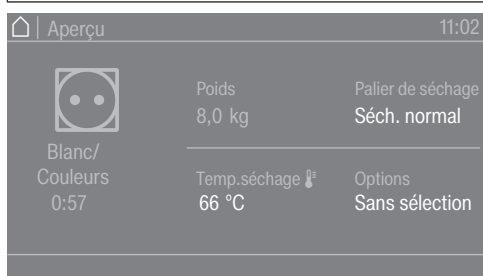 Aperçu 11:02
Poids
8,0 kg
Palier de séchage
Séch. normal
Blanc/
Couleurs
0:57
Temp.séchage
66 °C
Options
Sans sélection